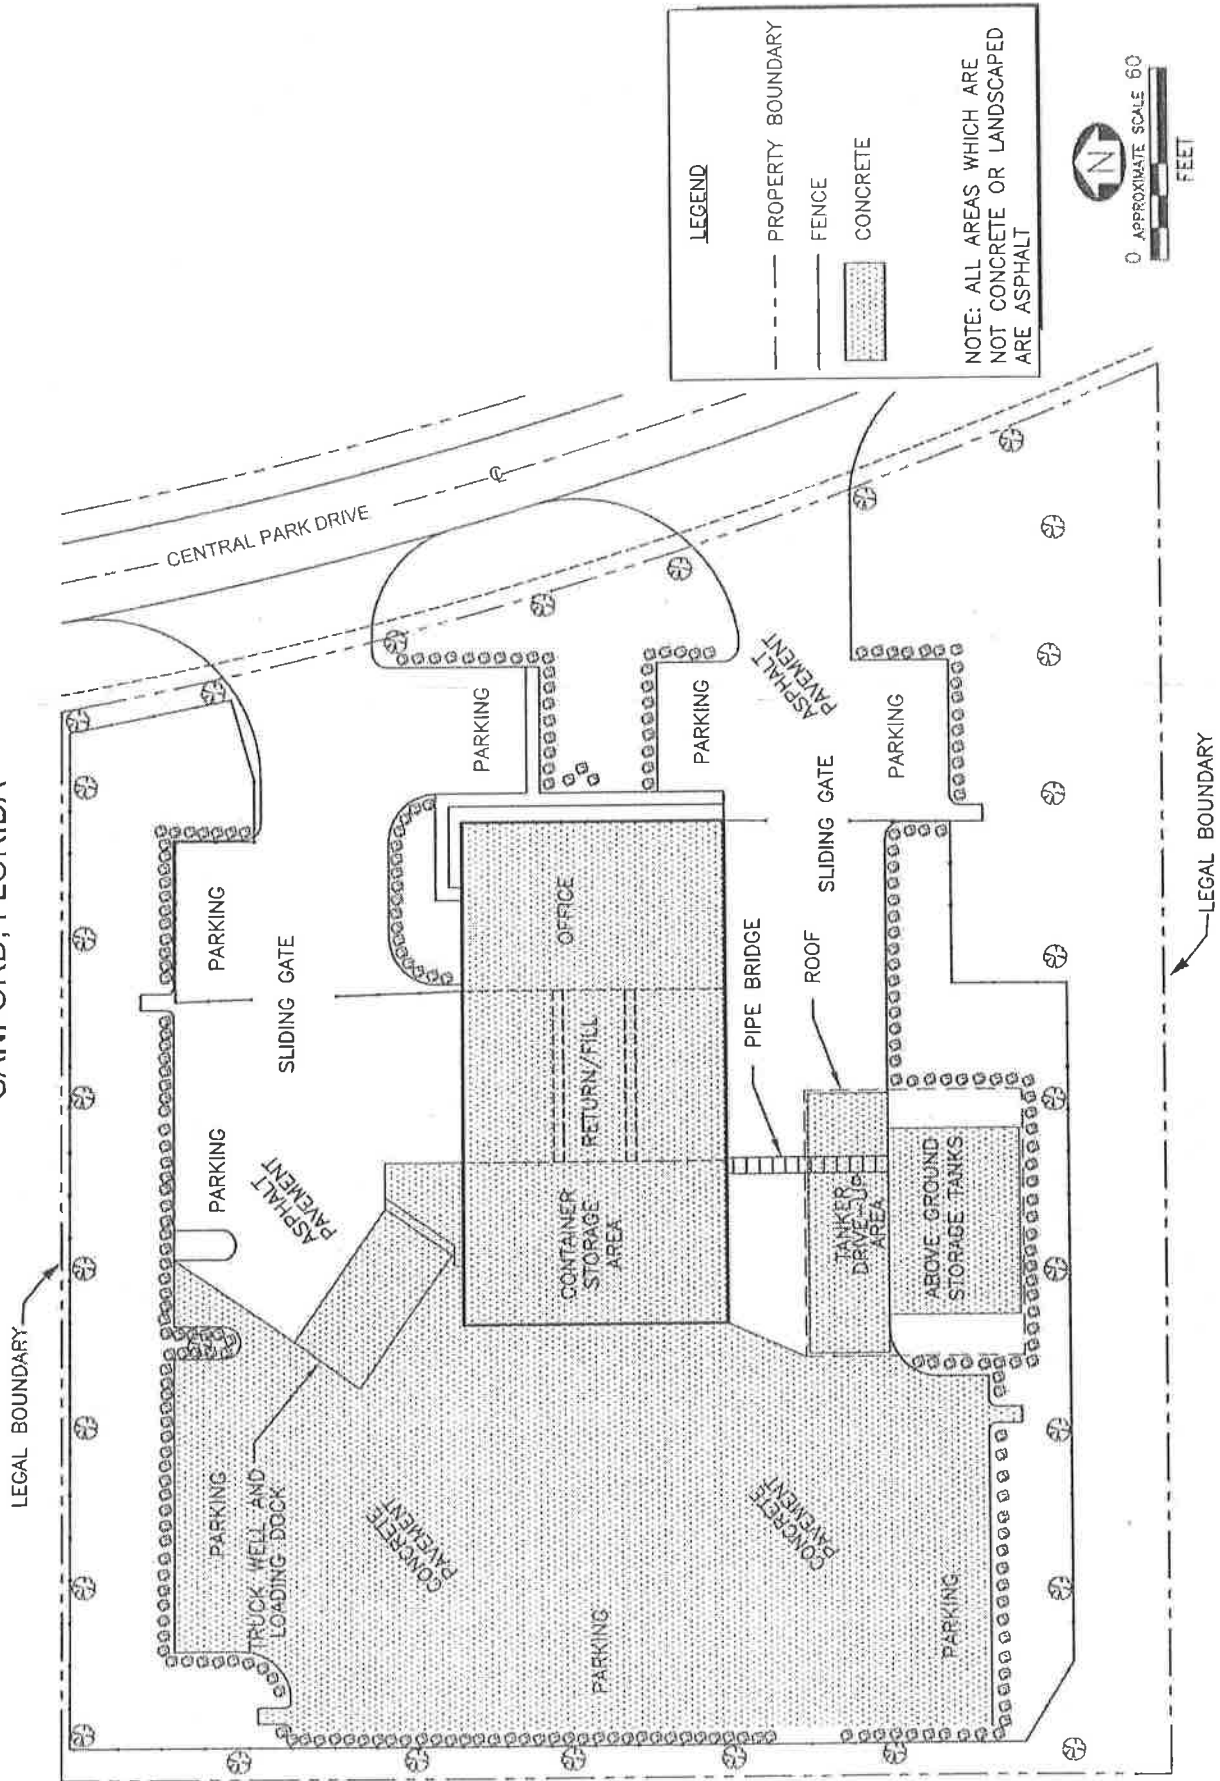 SANFORD, FLORIDA
LEGAL BOUNDARY
CENTRAL PARK DRIVE
℄
PARKING
SLIDING GATE
PARKING
ASPHALT
PAVEMENT
PARKING
TRUCK WELL AND
LOADING DOCK
CONCRETE
PAVEMENT
PARKING
PARKING
PARKING
ASPHALT
PAVEMENT
OFFICE
RETURN/FILL
CONTAINER
STORAGE
AREA
SLIDING GATE
PIPE BRIDGE
ROOF
TANKER
DRIVE-UP
AREA
ABOVE GROUND
STORAGE TANKS
CONCRETE
PAVEMENT
PARKING
PARKING
PARKING
LEGAL BOUNDARY
LEGEND
PROPERTY BOUNDARY
FENCE
CONCRETE
NOTE: ALL AREAS WHICH ARE
NOT CONCRETE OR LANDSCAPED
ARE ASPHALT
N
0 APPROXIMATE SCALE 60
FEET